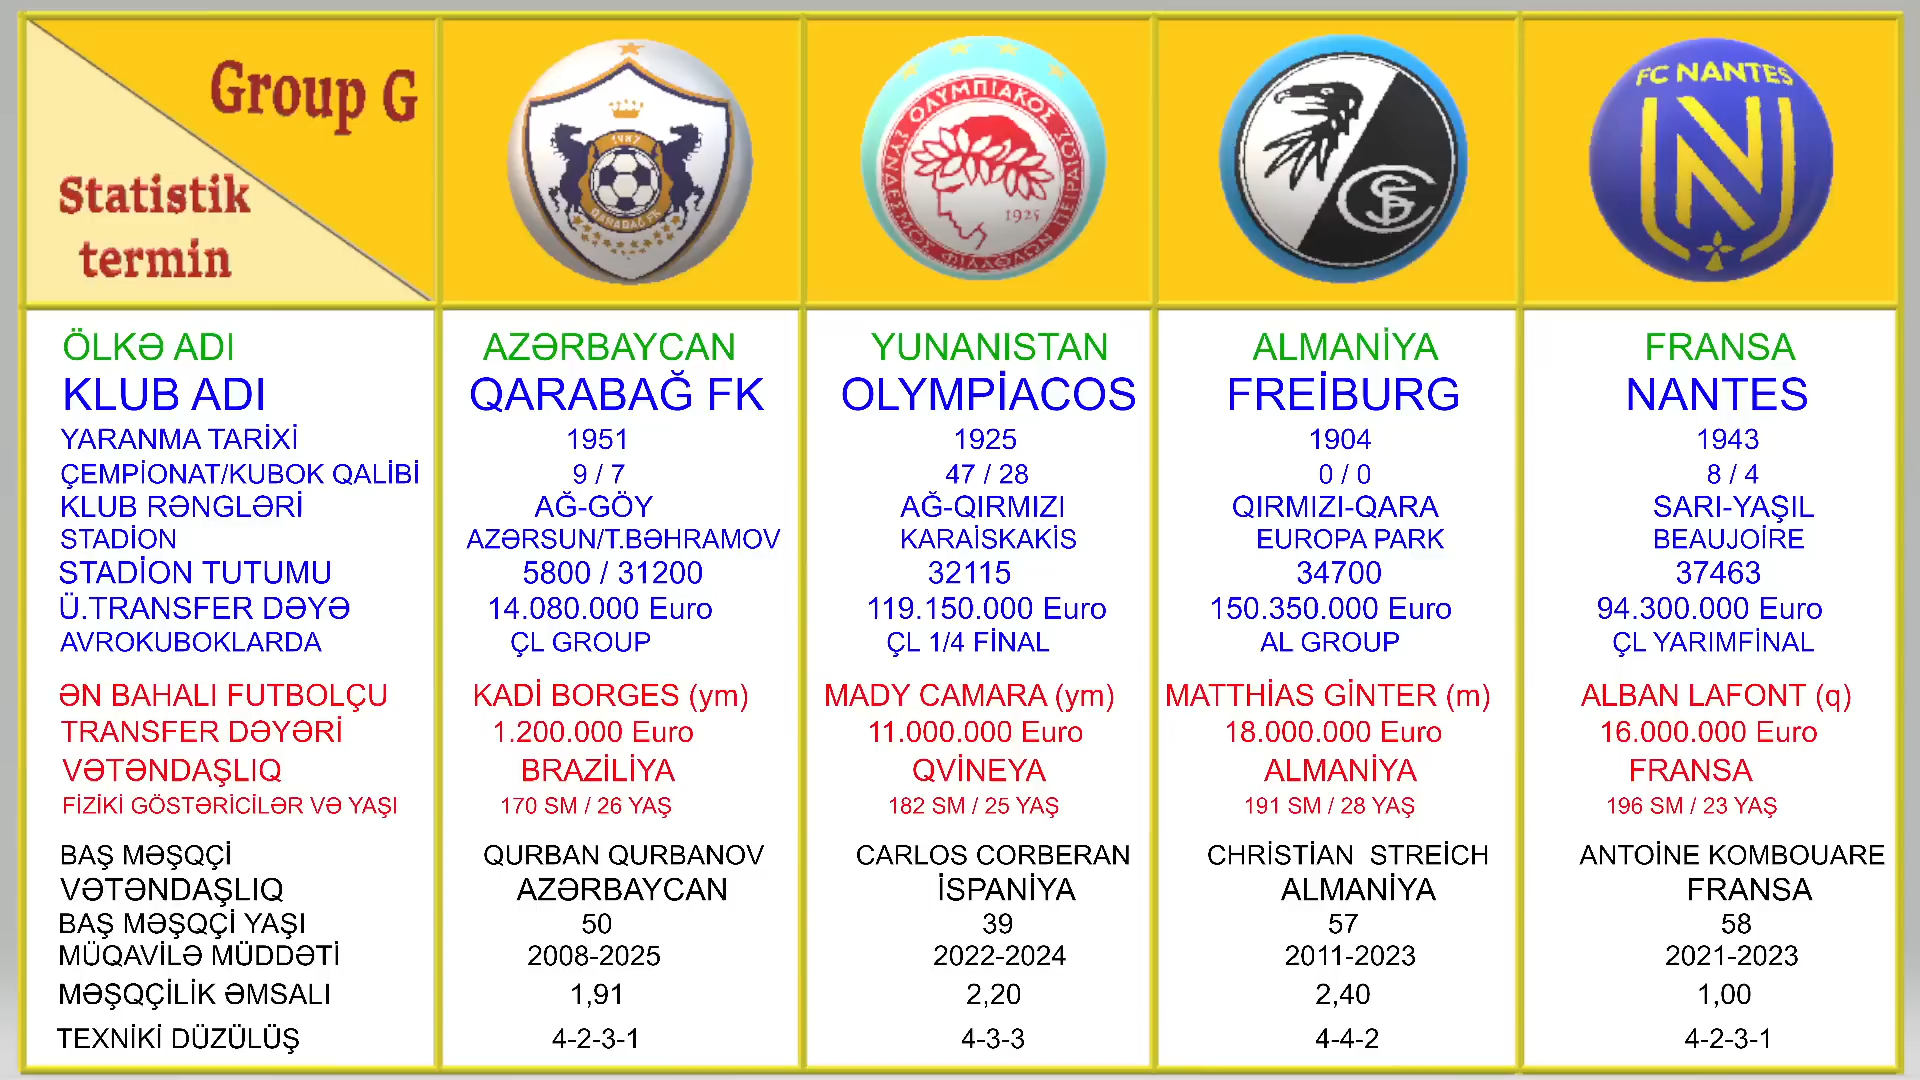 Group G
Statistik
termin
1987
QARABAĞ FK
ΣΥΝΔΕΣΜΟΣ ΦΙΛΑΘΛΩΝ ΠΕΙΡΑΙΩΣ
ΟΛΥΜΠΙΑΚΟΣ
1925
SC
FC NANTES
N
ÖLKƏ ADI AZƏRBAYCAN YUNANISTAN ALMANİYA FRANSA
KLUB ADI QARABAĞ FK OLYMPİACOS FREİBURG NANTES
YARANMA TARİXİ 1951 1925 1904 1943
ÇEMPİONAT/KUBOK QALİBİ 9 / 7 47 / 28 0 / 0 8 / 4
KLUB RƏNGLƏRİ AĞ-GÖY AĞ-QIRMIZI QIRMIZI-QARA SARI-YAŞIL
STADİON AZƏRSUN/T.BƏHRAMOV KARAİSKAKİS EUROPA PARK BEAUJOİRE
STADİON TUTUMU 5800 / 31200 32115 34700 37463
Ü.TRANSFER DƏYƏ 14.080.000 Euro 119.150.000 Euro 150.350.000 Euro 94.300.000 Euro
AVROKUBOKLARDA ÇL GROUP ÇL 1/4 FİNAL AL GROUP ÇL YARIMFİNAL
ƏN BAHALI FUTBOLÇU KADİ BORGES (ym) MADY CAMARA (ym) MATTHİAS GİNTER (m) ALBAN LAFONT (q)
TRANSFER DƏYƏRİ 1.200.000 Euro 11.000.000 Euro 18.000.000 Euro 16.000.000 Euro
VƏTƏNDAŞLIQ BRAZİLİYA QVİNEYA ALMANİYA FRANSA
FİZİKİ GÖSTƏRİCİLƏR VƏ YAŞI 170 SM / 26 YAŞ 182 SM / 25 YAŞ 191 SM / 28 YAŞ 196 SM / 23 YAŞ
BAŞ MƏŞQÇİ QURBAN QURBANOV CARLOS CORBERAN CHRİSTİAN STREİCH ANTOİNE KOMBOUARE
VƏTƏNDAŞLIQ AZƏRBAYCAN İSPANİYA ALMANİYA FRANSA
BAŞ MƏŞQÇİ YAŞI 50 39 57 58
MÜQAVİLƏ MÜDDƏTİ 2008-2025 2022-2024 2011-2023 2021-2023
MƏŞQÇİLİK ƏMSALI 1,91 2,20 2,40 1,00
TEXNİKİ DÜZÜLÜŞ 4-2-3-1 4-3-3 4-4-2 4-2-3-1